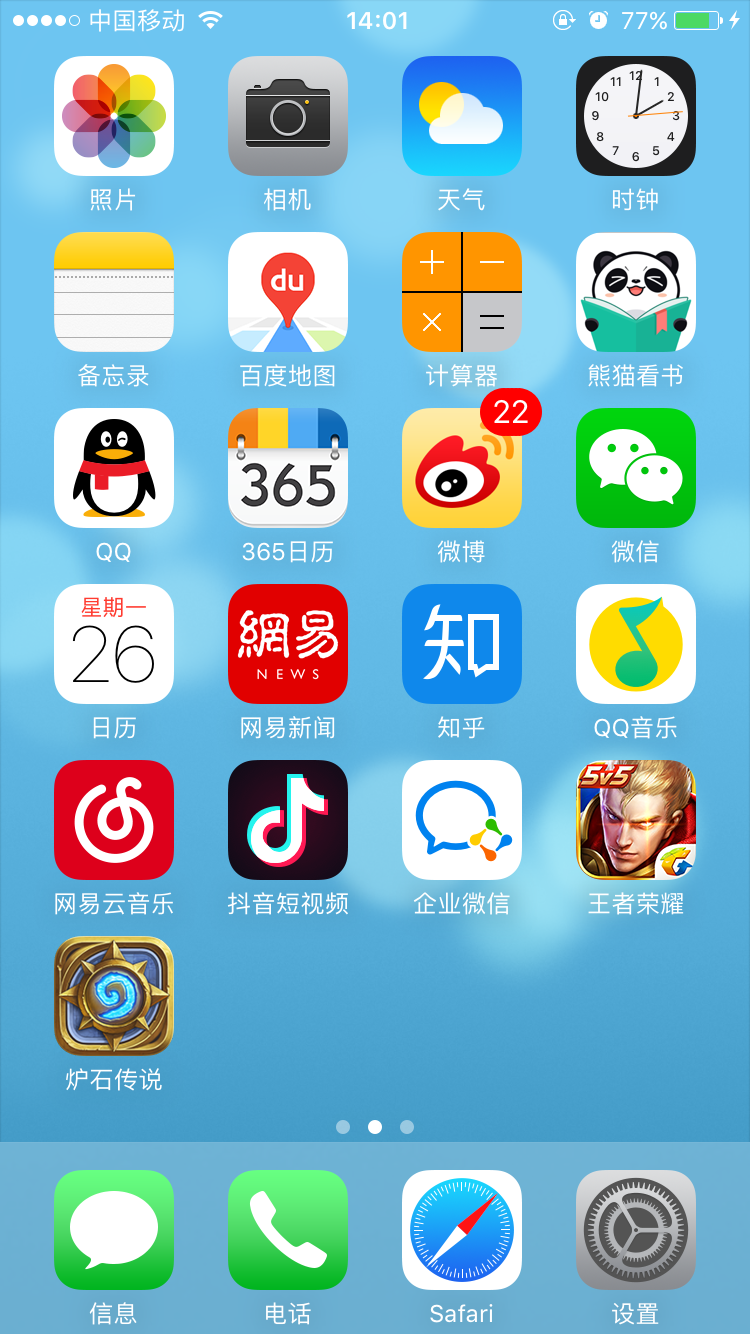 中国移动 14:01 77%
12 1 2 3 4 5 6 7 8 9 10 11
照片 相机 天气 时钟
du
备忘录 百度地图 计算器 熊猫看书
365
22
QQ 365日历 微博 微信
星期一
26
網易
NEWS
知
日历 网易新闻 知乎 QQ音乐
5v5
网易云音乐 抖音短视频 企业微信 王者荣耀
炉石传说
信息 电话 Safari 设置